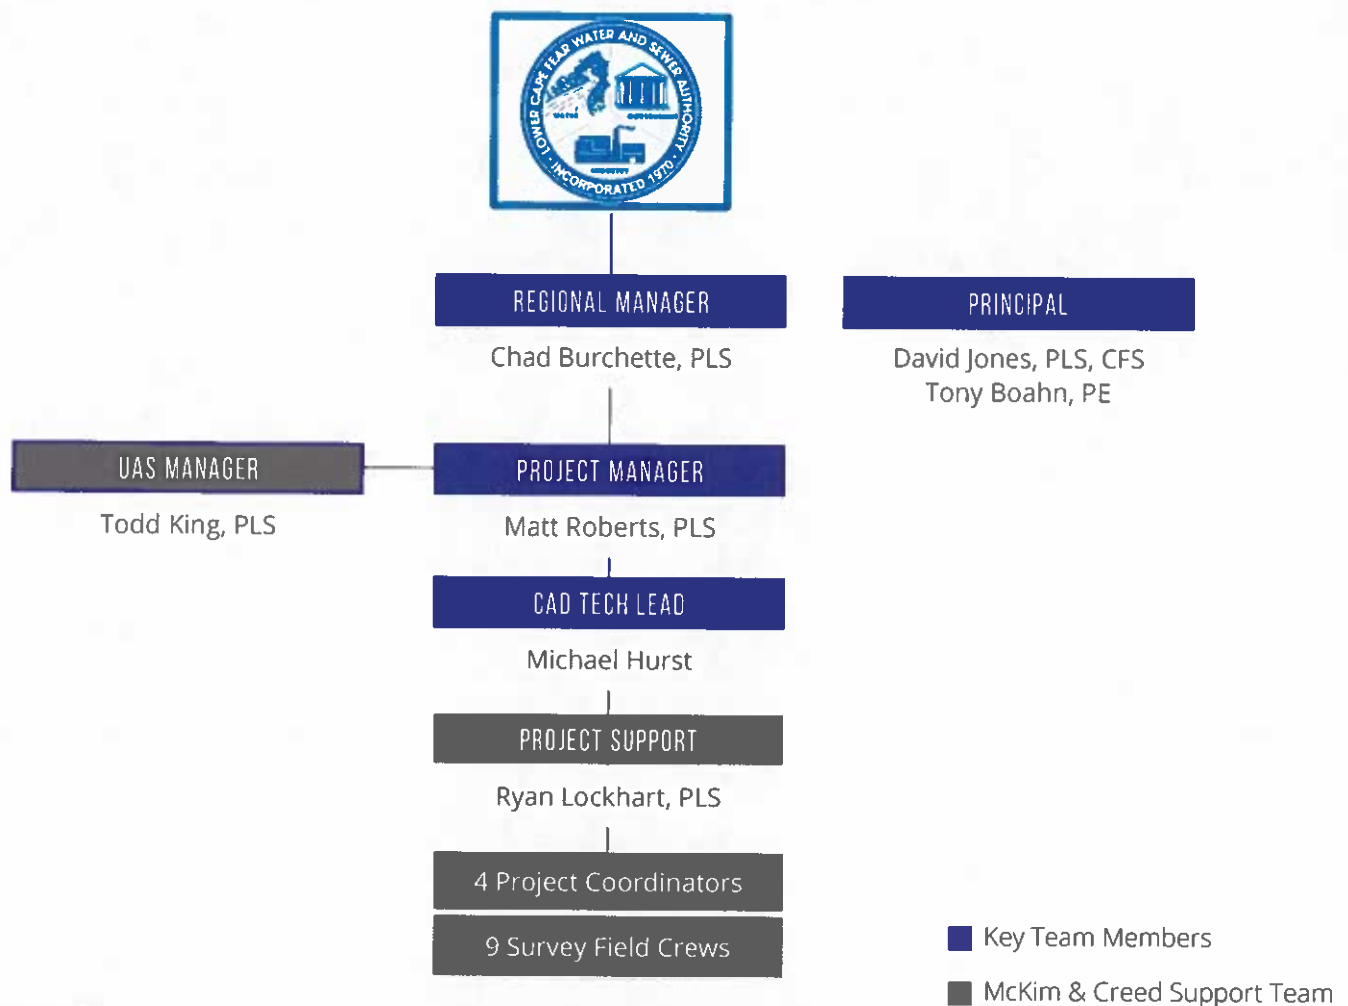 LOWER CAPE FEAR WATER AND SEWER AUTHORITY
INCORPORATED 1970
WATER
INDUSTRY
REGIONAL MANAGER
Chad Burchette, PLS
PRINCIPAL
David Jones, PLS, CFS
Tony Boahn, PE
UAS MANAGER
Todd King, PLS
PROJECT MANAGER
Matt Roberts, PLS
CAD TECH LEAD
Michael Hurst
PROJECT SUPPORT
Ryan Lockhart, PLS
4 Project Coordinators
9 Survey Field Crews
Key Team Members
McKim & Creed Support Team